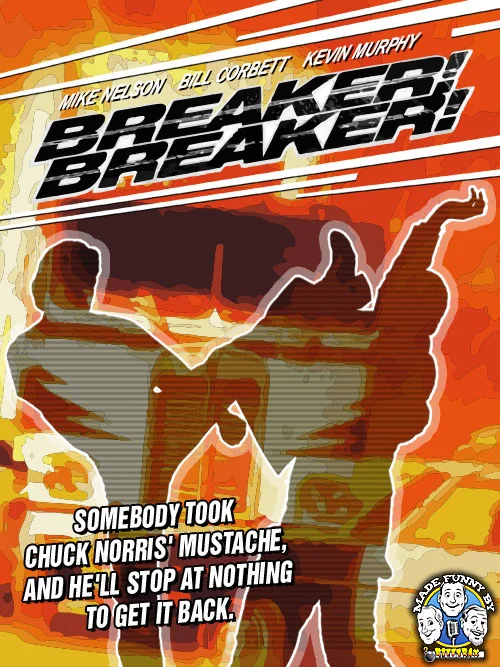 MIKE NELSON BILL CORBETT KEVIN MURPHY
BREAKER!
BREAKER!
SOMEBODY TOOK
CHUCK NORRIS' MUSTACHE,
AND HE'LL STOP AT NOTHING
TO GET IT BACK.
MADE FUNNY BY
RIFFTRAX